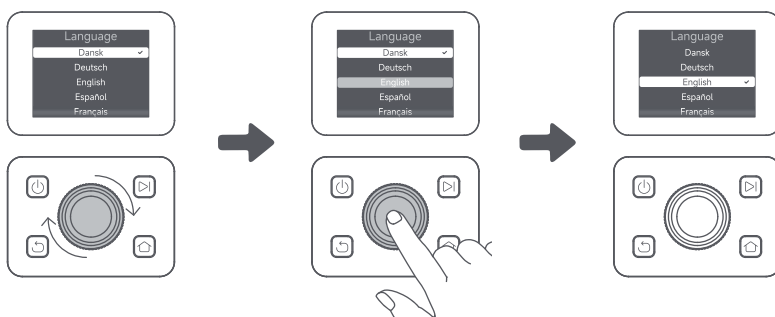 Language
Dansk
Deutsch
English
Español
Français
Language
Dansk
Deutsch
English
Español
Français
Language
Dansk
Deutsch
English
Español
Français